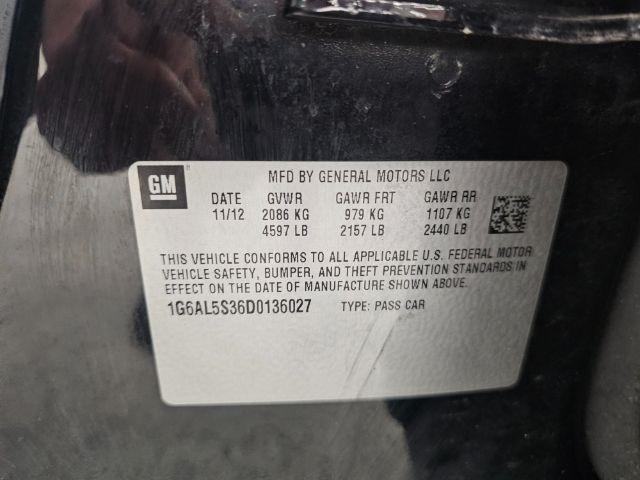 GM
MFD BY GENERAL MOTORS LLC
DATE GVWR GAWR FRT GAWR RR
11/12 2086 KG 979 KG 1107 KG
4597 LB 2157 LB 2440 LB
THIS VEHICLE CONFORMS TO ALL APPLICABLE U.S. FEDERAL MOTOR
VEHICLE SAFETY, BUMPER, AND THEFT PREVENTION STANDARDS IN
EFFECT ON THE DATE OF MANUFACTURE SHOWN ABOVE.
1G6AL5S36D0136027 TYPE: PASS CAR